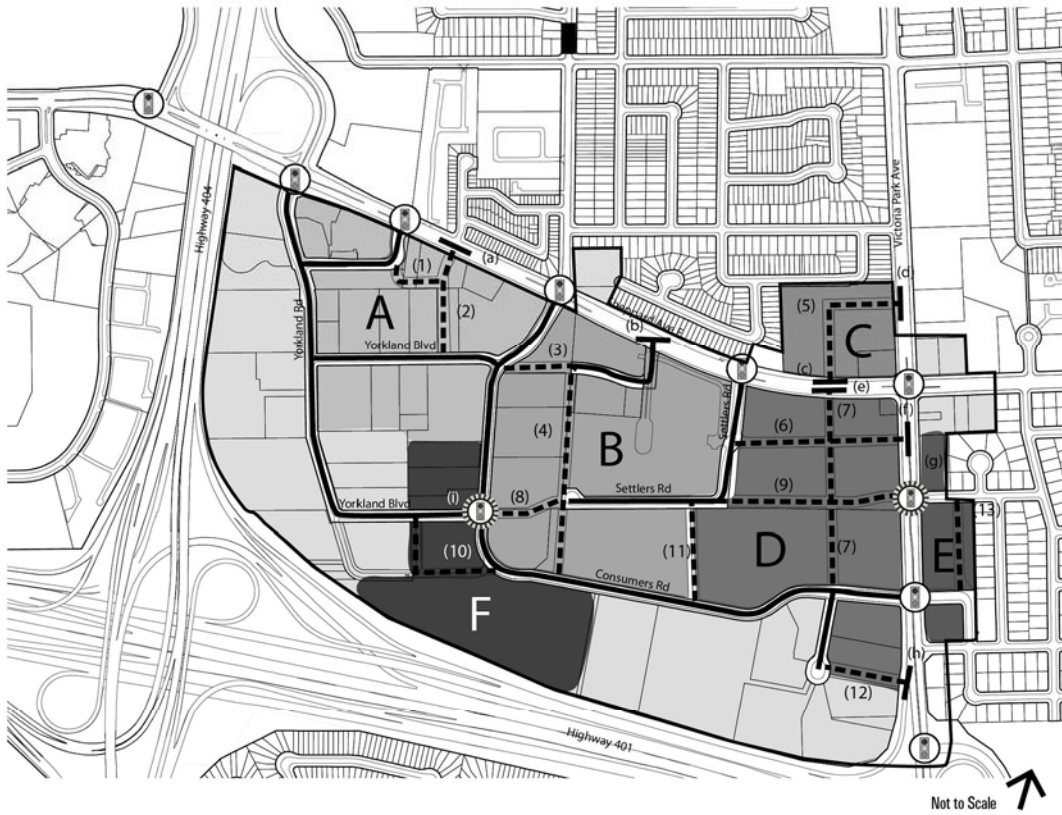 Highway 404
Victoria Park Ave
(d)
(a)
(1)
(5)
(b)
(2)
A
C
Yorkland Rd
Yorkland Blvd
(3)
(c)
(e)
Settlers Rd
(f)
(7)
(4)
(6)
B
(g)
Settlers Rd
(9)
Yorkland Blvd
(i)
(8)
(13)
(10)
(11)
D
(7)
E
Consumers Rd
F
(h)
(12)
Highway 401
Not to Scale